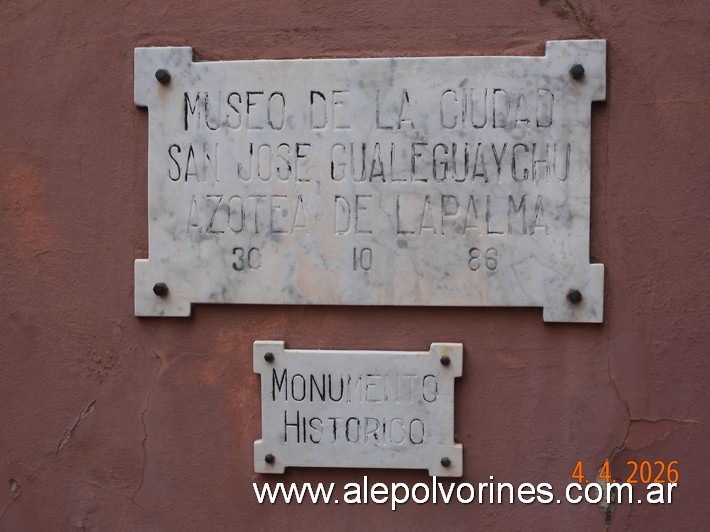 MUSEO DE LA CIUDAD
SAN JOSE GUALEGUAYCHU
AZOTEA DE LAPALMA
30 10 86
MONUMENTO
HISTORICO
4.4.2026
www.alepolvorines.com.ar